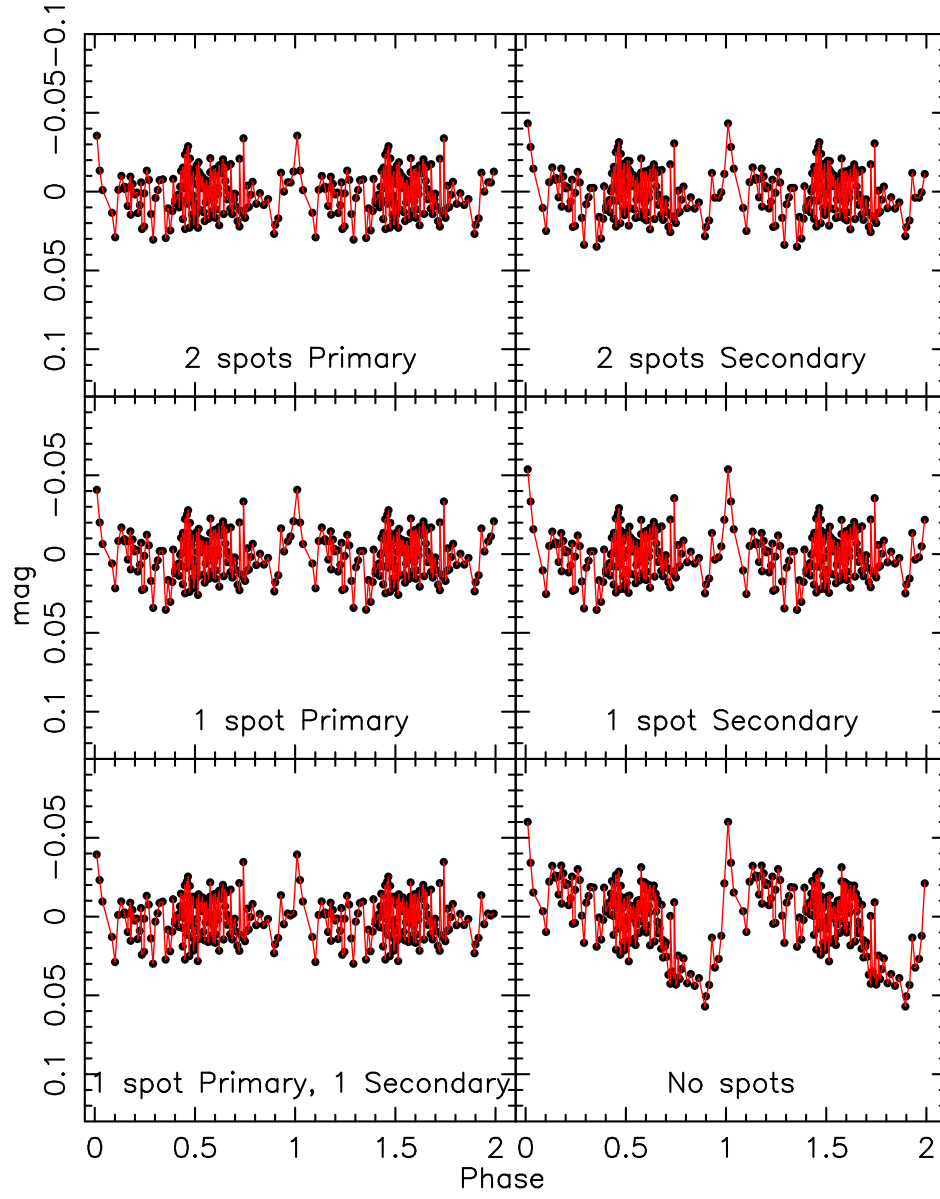 −0.1
−0.05
0
0.05
0.1
2 spots Primary
2 spots Secondary
−0.05
0
0.05
0.1
mag
1 spot Primary
1 spot Secondary
−0.05
0
0.05
0.1
1 spot Primary, 1 Secondary
No spots
0 0.5 1 1.5 2 0 0.5 1 1.5 2
Phase